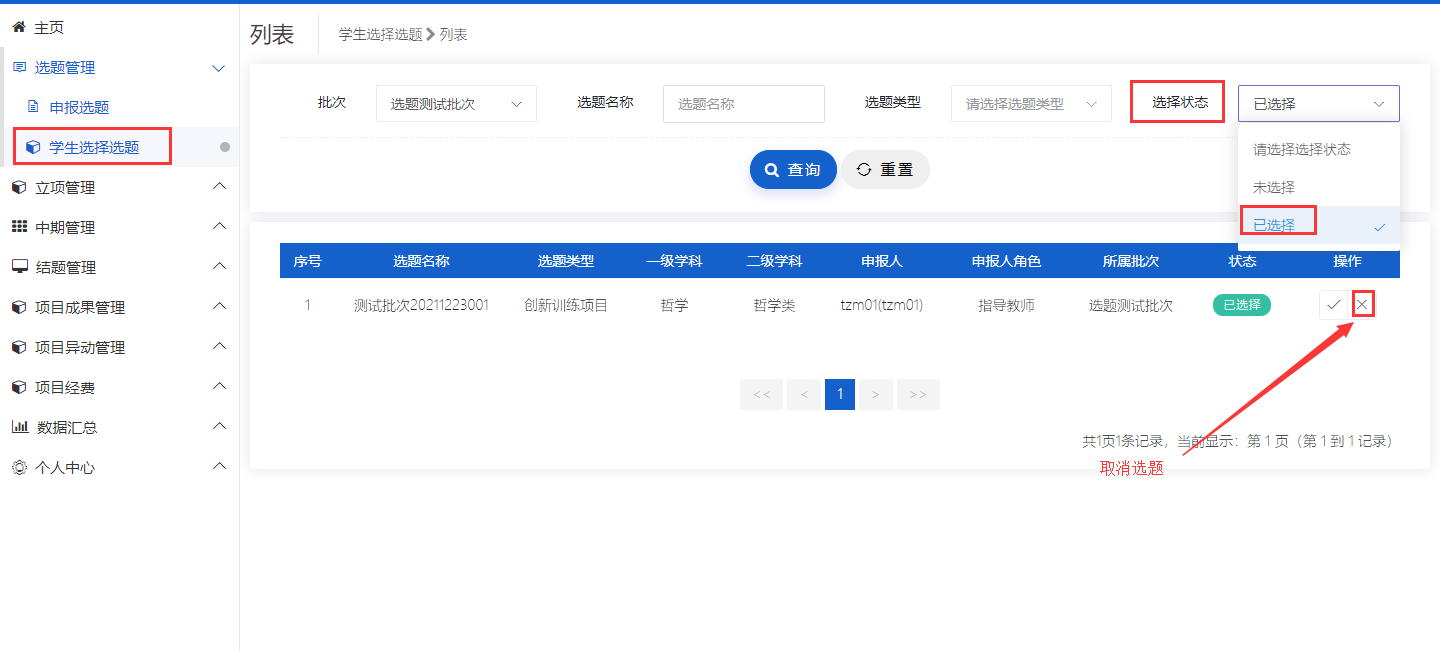 主页
选题管理
申报选题
学生选择选题
立项管理
中期管理
结题管理
项目成果管理
项目异动管理
项目经费
数据汇总
个人中心
列表 学生选择选题 列表
批次 选题测试批次 选题名称 选题名称 选题类型 请选择选题类型 选择状态 已选择
请选择选择状态
未选择
已选择
查询 重置
序号 选题名称 选题类型 一级学科 二级学科 申报人 申报人角色 所属批次 状态 操作
1 测试批次20211223001 创新训练项目 哲学 哲学类 tzm01(tzm01) 指导教师 选题测试批次 已选择
<< < 1 > >>
共1页1条记录，当前显示：第 1 页（第 1 到 1 记录）
取消选题